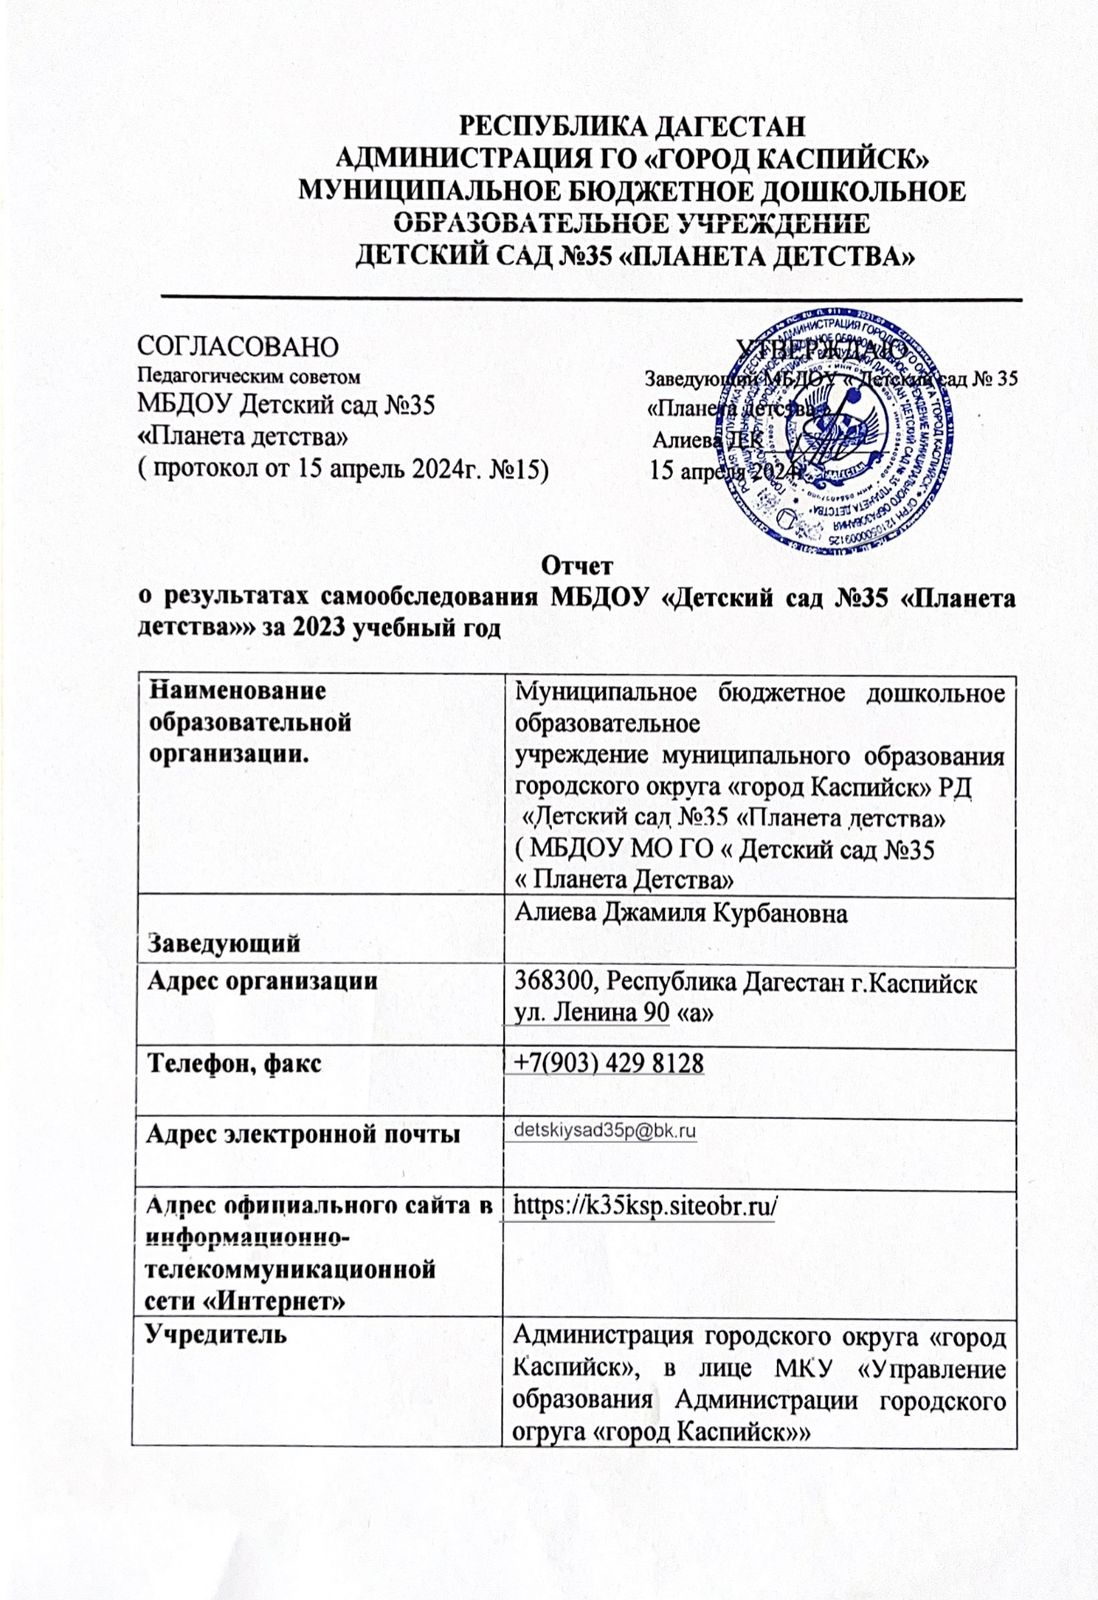 РЕСПУБЛИКА ДАГЕСТАН
АДМИНИСТРАЦИЯ ГО «ГОРОД КАСПИЙСК»
МУНИЦИПАЛЬНОЕ БЮДЖЕТНОЕ ДОШКОЛЬНОЕ
ОБРАЗОВАТЕЛЬНОЕ УЧРЕЖДЕНИЕ
ДЕТСКИЙ САД №35 «ПЛАНЕТА ДЕТСТВА»
СОГЛАСОВАНО
Педагогическим советом
МБДОУ Детский сад №35
«Планета детства»
( протокол от 15 апрель 2024г. №15)
УТВЕРЖДАЮ
Заведующий МБДОУ « Детский сад № 35
«Планета детства
Алиева Д.К
15 апреля 2024г.
Отчет
о результатах самообследования МБДОУ «Детский сад №35 «Планета
детства»» за 2023 учебный год
Наименование
образовательной
организации.
Муниципальное бюджетное дошкольное
образовательное
учреждение муниципального образования
городского округа «город Каспийск» РД
«Детский сад №35 «Планета детства»
( МБДОУ МО ГО « Детский сад №35
« Планета Детства»
Заведующий
Алиева Джамиля Курбановна
Адрес организации
368300, Республика Дагестан г.Каспийск
ул. Ленина 90 «а»
Телефон, факс
+7(903) 429 8128
Адрес электронной почты
detskiysad35p@bk.ru
Адрес официального сайта в
информационно-
телекоммуникационной
сети «Интернет»
https://k35ksp.siteobr.ru/
Учредитель
Администрация городского округа «город
Каспийск», в лице МКУ «Управление
образования Администрации городского
огруга «город Каспийск»»